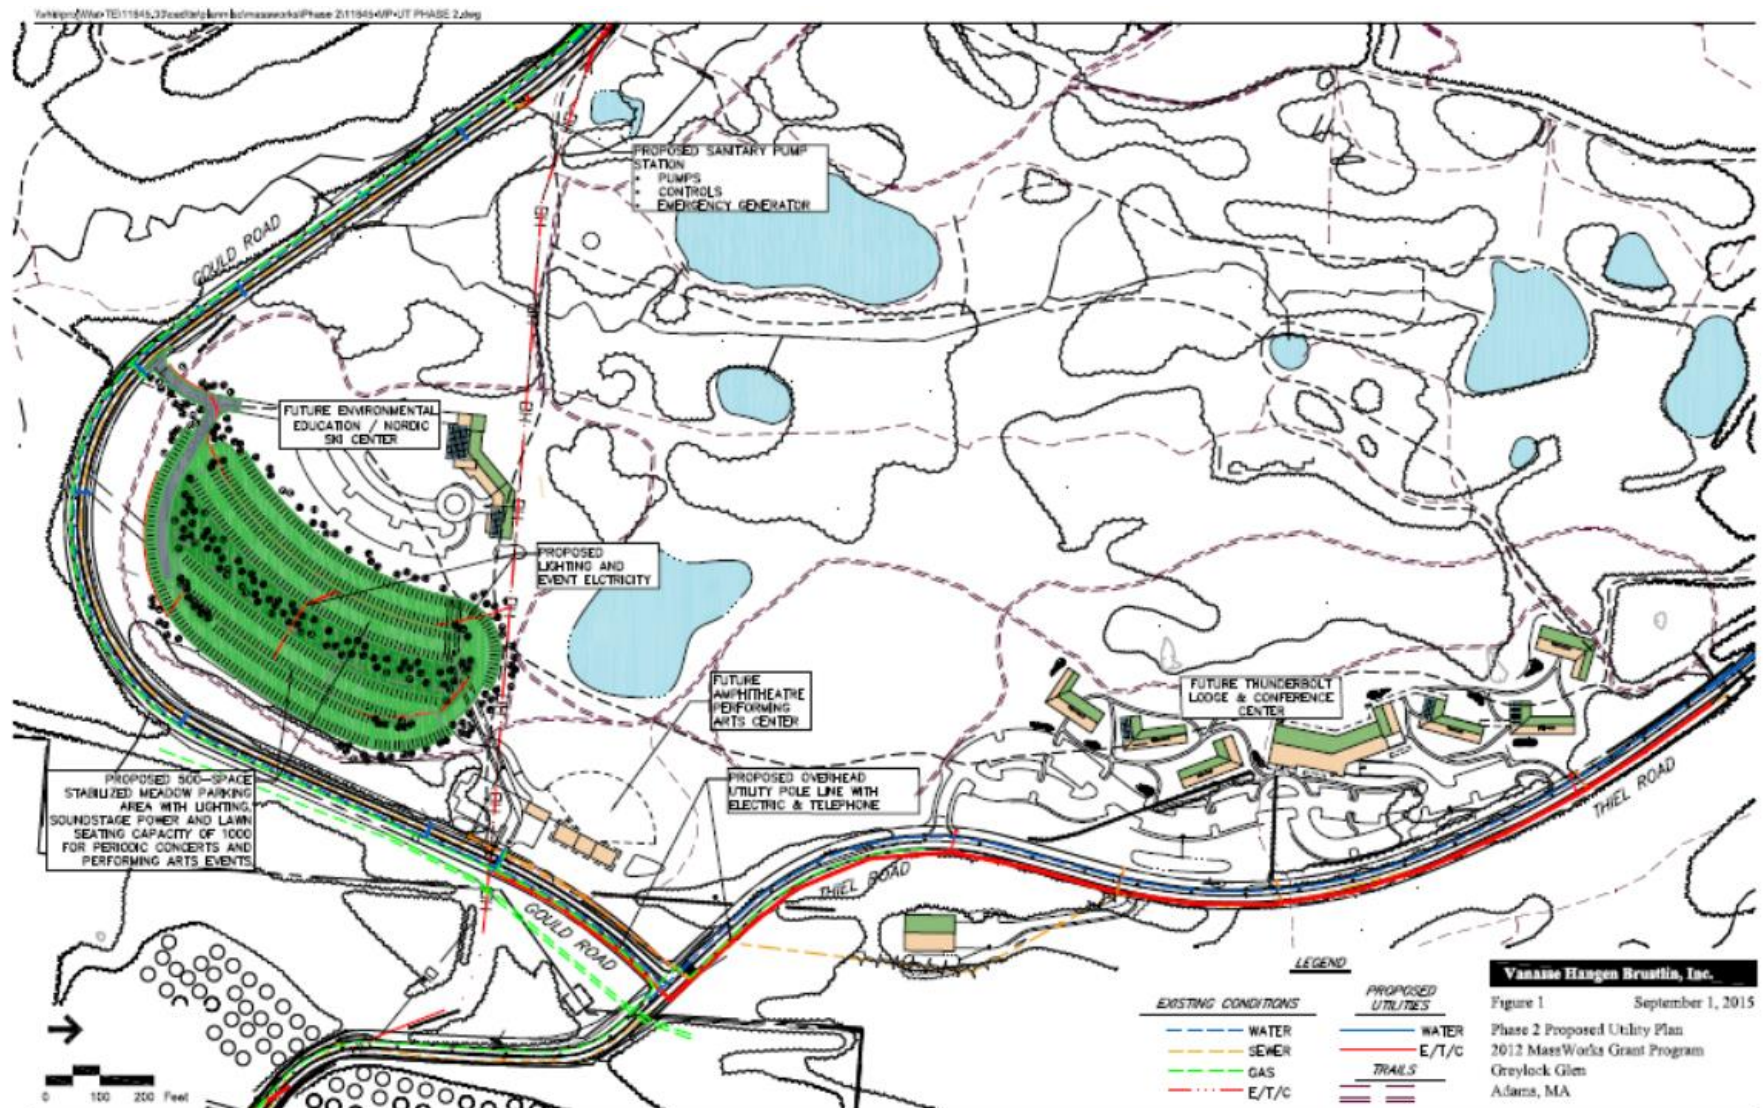 GOULD ROAD
PROPOSED SANITARY PUMP
STATION
• PUMPS
• CONTROLS
• EMERGENCY GENERATOR
FUTURE ENVIRONMENTAL
EDUCATION / NORDIC
SKI CENTER
PROPOSED
LIGHTING AND
EVENT ELCTRICITY
FUTURE
AMPHITHEATRE
PERFORMING
ARTS CENTER
FUTURE THUNDERBOLT
LODGE & CONFERENCE
CENTER
PROPOSED 500-SPACE
STABILIZED MEADOW PARKING
AREA WITH LIGHTING,
SOUNDSTAGE POWER AND LAWN
SEATING CAPACITY OF 1000
FOR PERIODIC CONCERTS AND
PERFORMING ARTS EVENTS
PROPOSED OVERHEAD
UTILITY POLE LINE WITH
ELECTRIC & TELEPHONE
THIEL ROAD
THIEL ROAD
GOULD ROAD
LEGEND
EXISTING CONDITIONS
WATER
SEWER
GAS
E/T/C
PROPOSED
UTILITIES
WATER
E/T/C
TRAILS
Vanasse Hangen Brustlin, Inc.
Figure 1 September 1, 2015
Phase 2 Proposed Utility Plan
2012 MassWorks Grant Program
Greylock Glen
Adams, MA
0 100 200 Feet